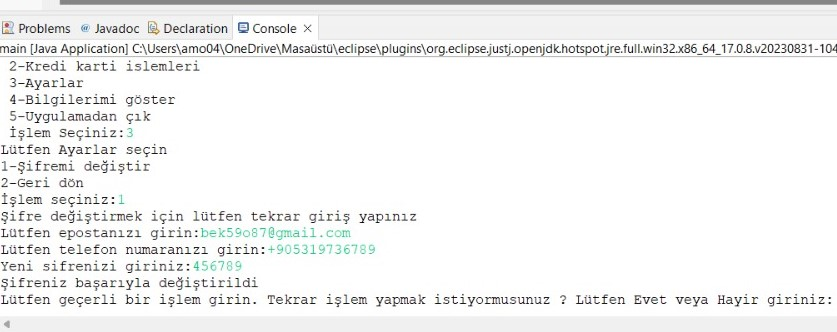 Problems @ Javadoc Declaration Console ×
main [Java Application] C:\Users\amo04\OneDrive\Masaüstü\eclipse\plugins\org.eclipse.justj.openjdk.hotspot.jre.full.win32.x86_64_17.0.8.v20230831-104
2-Kredi karti islemleri
3-Ayarlar
4-Bilgilerimi göster
5-Uygulamadan çık
İşlem Seçiniz:3
Lütfen Ayarlar seçin
1-Şifremi değiştir
2-Geri dön
İşlem seçiniz:1
Şifre değiştirmek için lütfen tekrar giriş yapınız
Lütfen epostanızı girin:bek59o87@gmail.com
Lütfen telefon numaranızı girin:+905319736789
Yeni sifrenizi giriniz:456789
Şifreniz başarıyla değiştirildi
Lütfen geçerli bir işlem girin. Tekrar işlem yapmak istiyormusunuz ? Lütfen Evet veya Hayir giriniz: